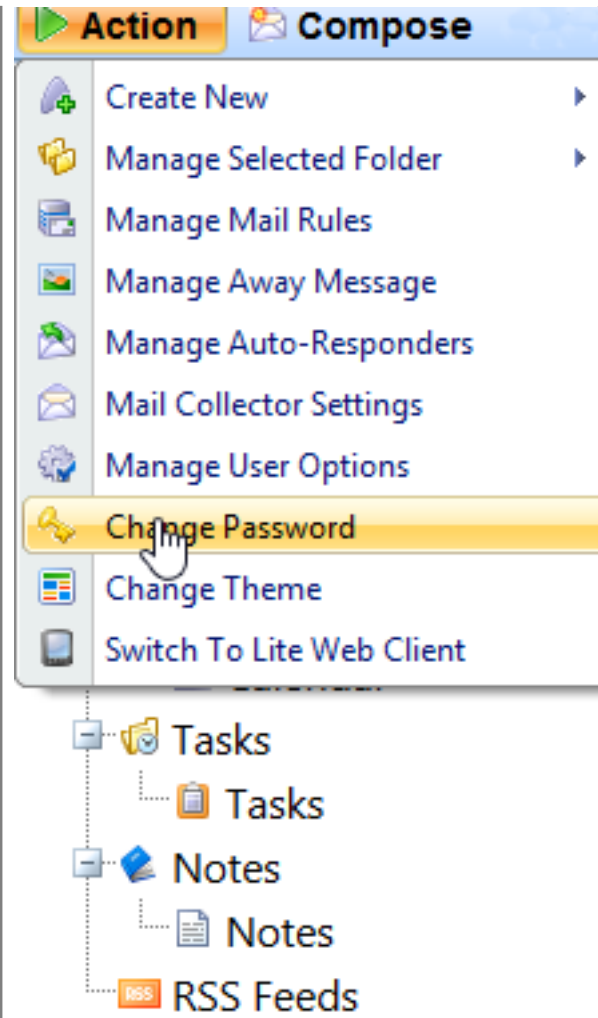 Action Compose
Create New
Manage Selected Folder
Manage Mail Rules
Manage Away Message
Manage Auto-Responders
Mail Collector Settings
Manage User Options
Change Password
Change Theme
Switch To Lite Web Client
Tasks
Tasks
Notes
Notes
RSS RSS Feeds